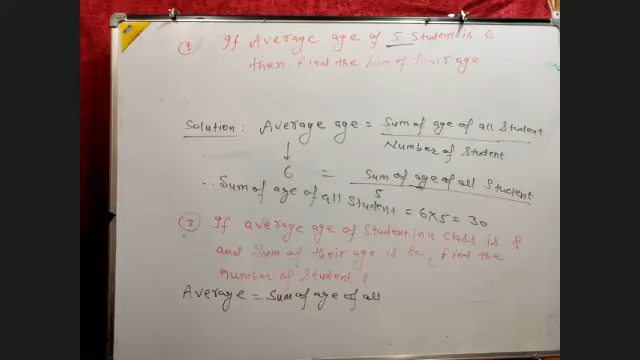 (2) If Average age of 5 Student is 6
then find the sum of their age
Solution: Average age = Sum of age of all Student
Number of Student
6 = Sum of age of all Student
5
∴ Sum of age of all Student = 6×5=30
(3) If average age of Student in a class is 8
and Sum of their age is 80, find the
number of Student?
Average = Sum of age of all